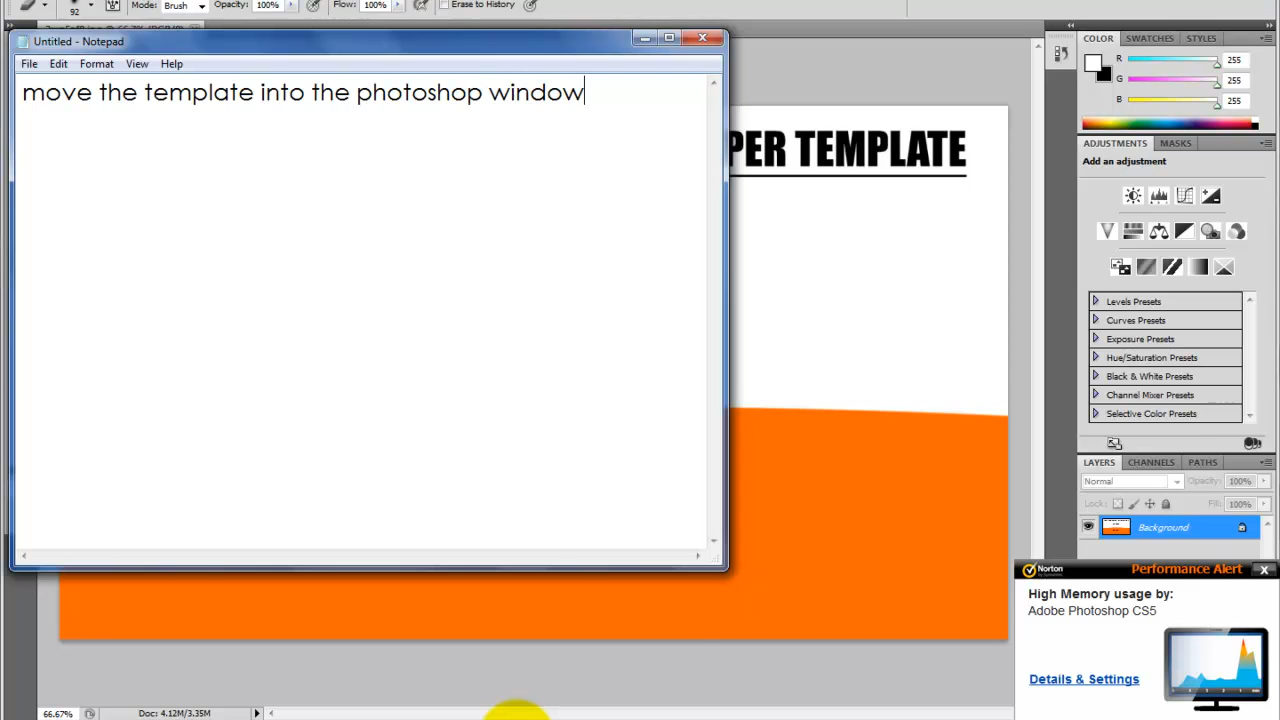 92
Mode: Brush
Opacity: 100%
Flow: 100%
Erase to History
Untitled - Notepad
File Edit Format View Help
move the template into the photoshop window
PER TEMPLATE
COLOR SWATCHES STYLES
R 255
G 255
B 255
ADJUSTMENTS MASKS
Add an adjustment
Levels Presets
Curves Presets
Exposure Presets
Hue/Saturation Presets
Black & White Presets
Channel Mixer Presets
Selective Color Presets
LAYERS CHANNELS PATHS
Normal Opacity: 100%
Lock: Fill: 100%
Background
Norton
by Symantec
Performance Alert
High Memory usage by:
Adobe Photoshop CS5
Details & Settings
66.67% Doc: 4.12M/3.35M